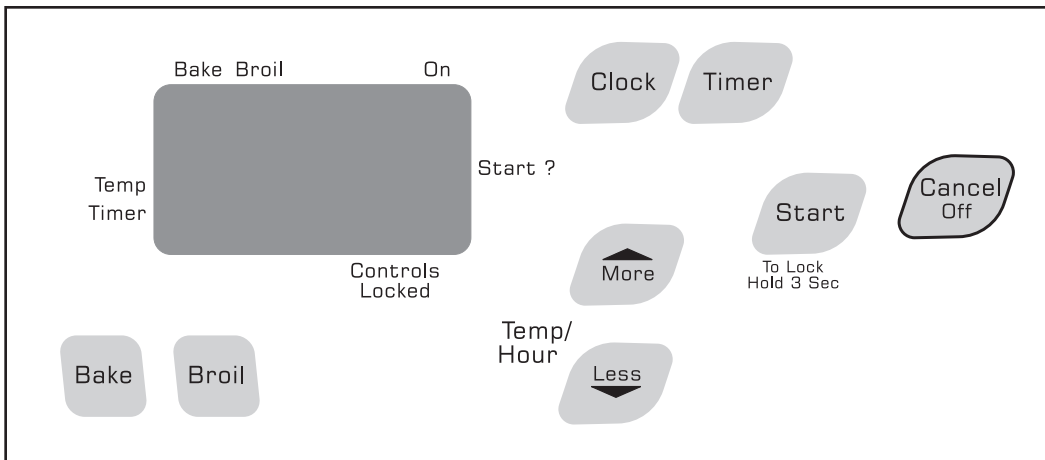 Bake Broil On
Clock Timer
Start ?
Temp
Timer
Cancel
Off
Start
To Lock
Hold 3 Sec
More
Controls
Locked
Temp/
Hour
Less
Bake Broil